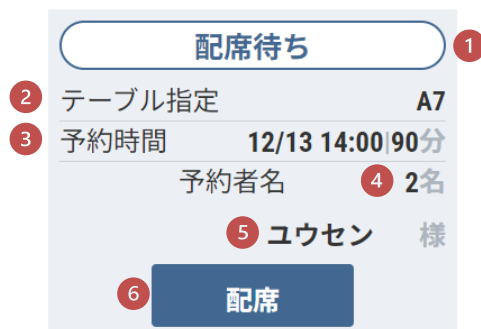 配席待ち 1
2 テーブル指定 A7
3 予約時間 12/13 14:00|90分
予約者名 4 2名
5 ユウセン 様
6 配席